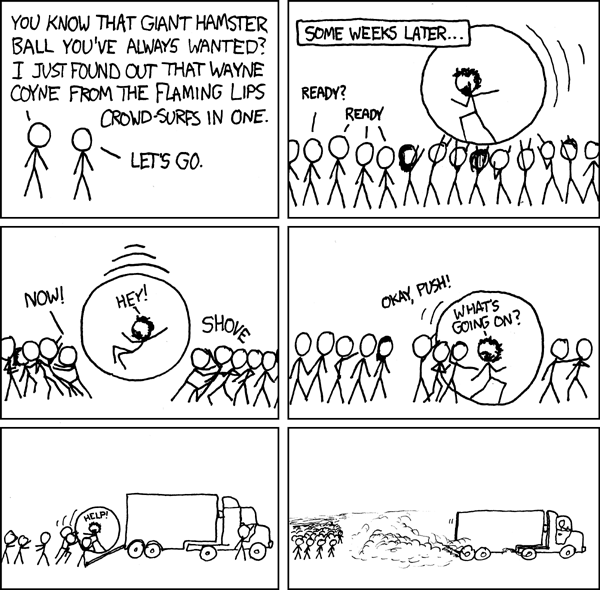 YOU KNOW THAT GIANT HAMSTER
BALL YOU'VE ALWAYS WANTED?
I JUST FOUND OUT THAT WAYNE
COYNE FROM THE FLAMING LIPS
CROWD-SURFS IN ONE.
LET'S GO.
SOME WEEKS LATER...
READY?
READY
NOW!
HEY!
SHOVE
OKAY, PUSH!
WHAT'S
GOING ON?
HELP!